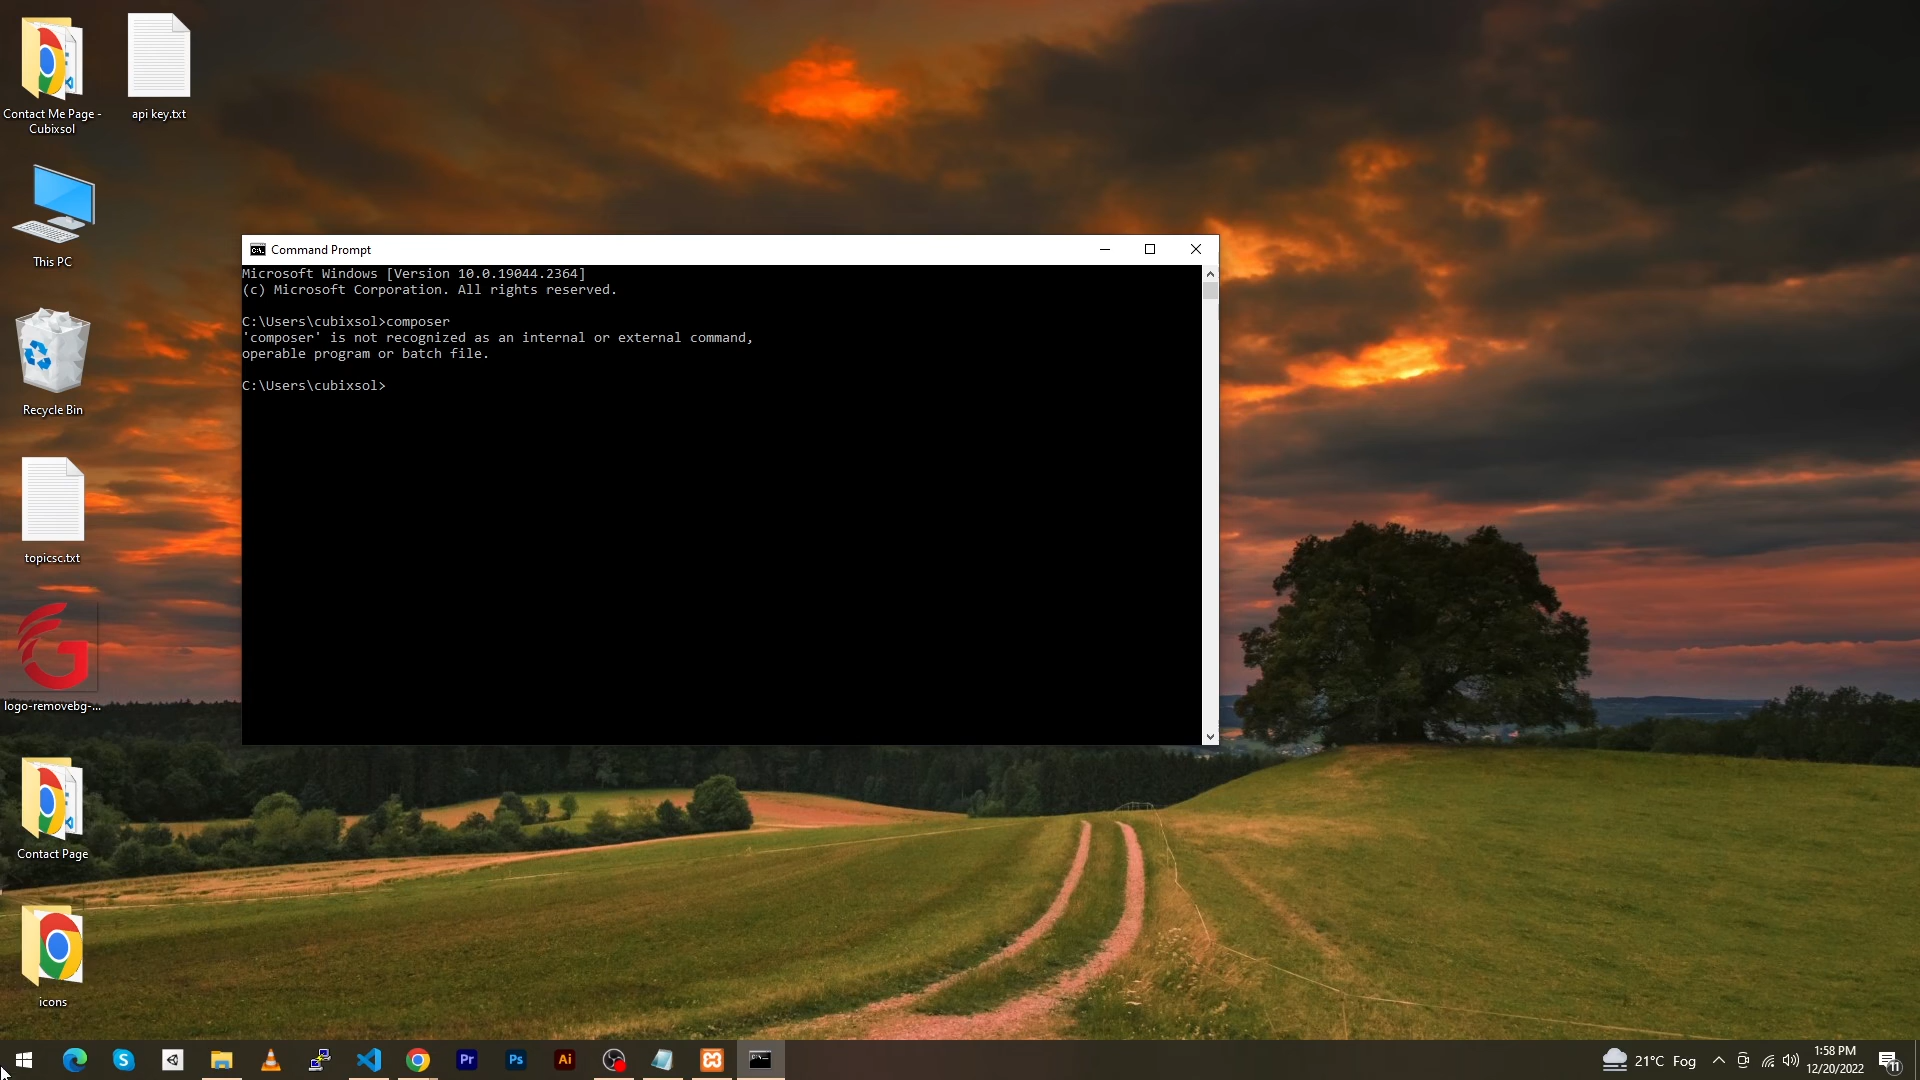 Contact Me Page -
Cubixsol
api key.txt
This PC
Recycle Bin
topicsc.txt
logo-removebg-...
Contact Page
icons
Command Prompt
Microsoft Windows [Version 10.0.19044.2364]
(c) Microsoft Corporation. All rights reserved.
C:\Users\cubixsol>composer
'composer' is not recognized as an internal or external command,
operable program or batch file.
C:\Users\cubixsol>
Pr
Ps
Ai
21°C Fog
1:58 PM
12/20/2022
11